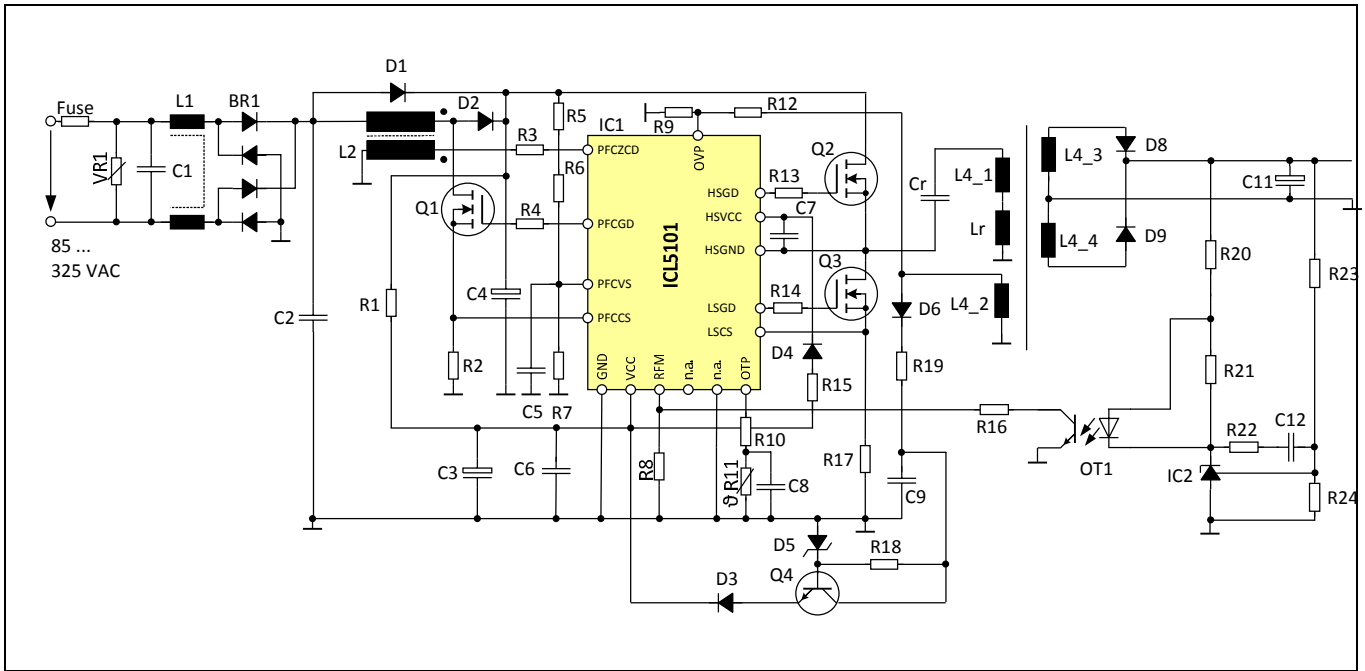 Fuse
L1
BR1
D1
D2
VR1
C1
L2
85 ...
325 VAC
C2
R1
Q1
R3
R4
R2
C4
C5
R5
R6
R7
C3
C6
IC1
ICL5101
PFCZCD
PFCGD
PFCVS
PFCCS
GND
VCC
RFM
n.a.
n.a.
OTP
OVP
HSGD
HSVCC
HSGND
LSGD
LSCS
R9
R12
R13
C7
R14
Q2
Q3
D4
R15
R8
R10
ϑ R11
C8
R17
D6
R19
C9
D5
R18
Q4
D3
Cr
L4_1
Lr
L4_2
L4_3
L4_4
D8
D9
C11
R20
R21
R23
R16
OT1
R22
C12
IC2
R24